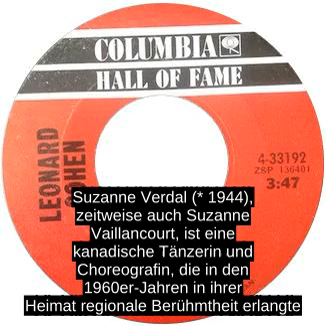 COLUMBIA
HALL OF FAME
LEONARD
COHEN
4-33192
ZSP 136401
3:47
Suzanne Verdal (* 1944),
zeitweise auch Suzanne
Vaillancourt, ist eine
kanadische Tänzerin und
Choreografin, die in den
1960er-Jahren in ihrer
Heimat regionale Berühmtheit erlangte